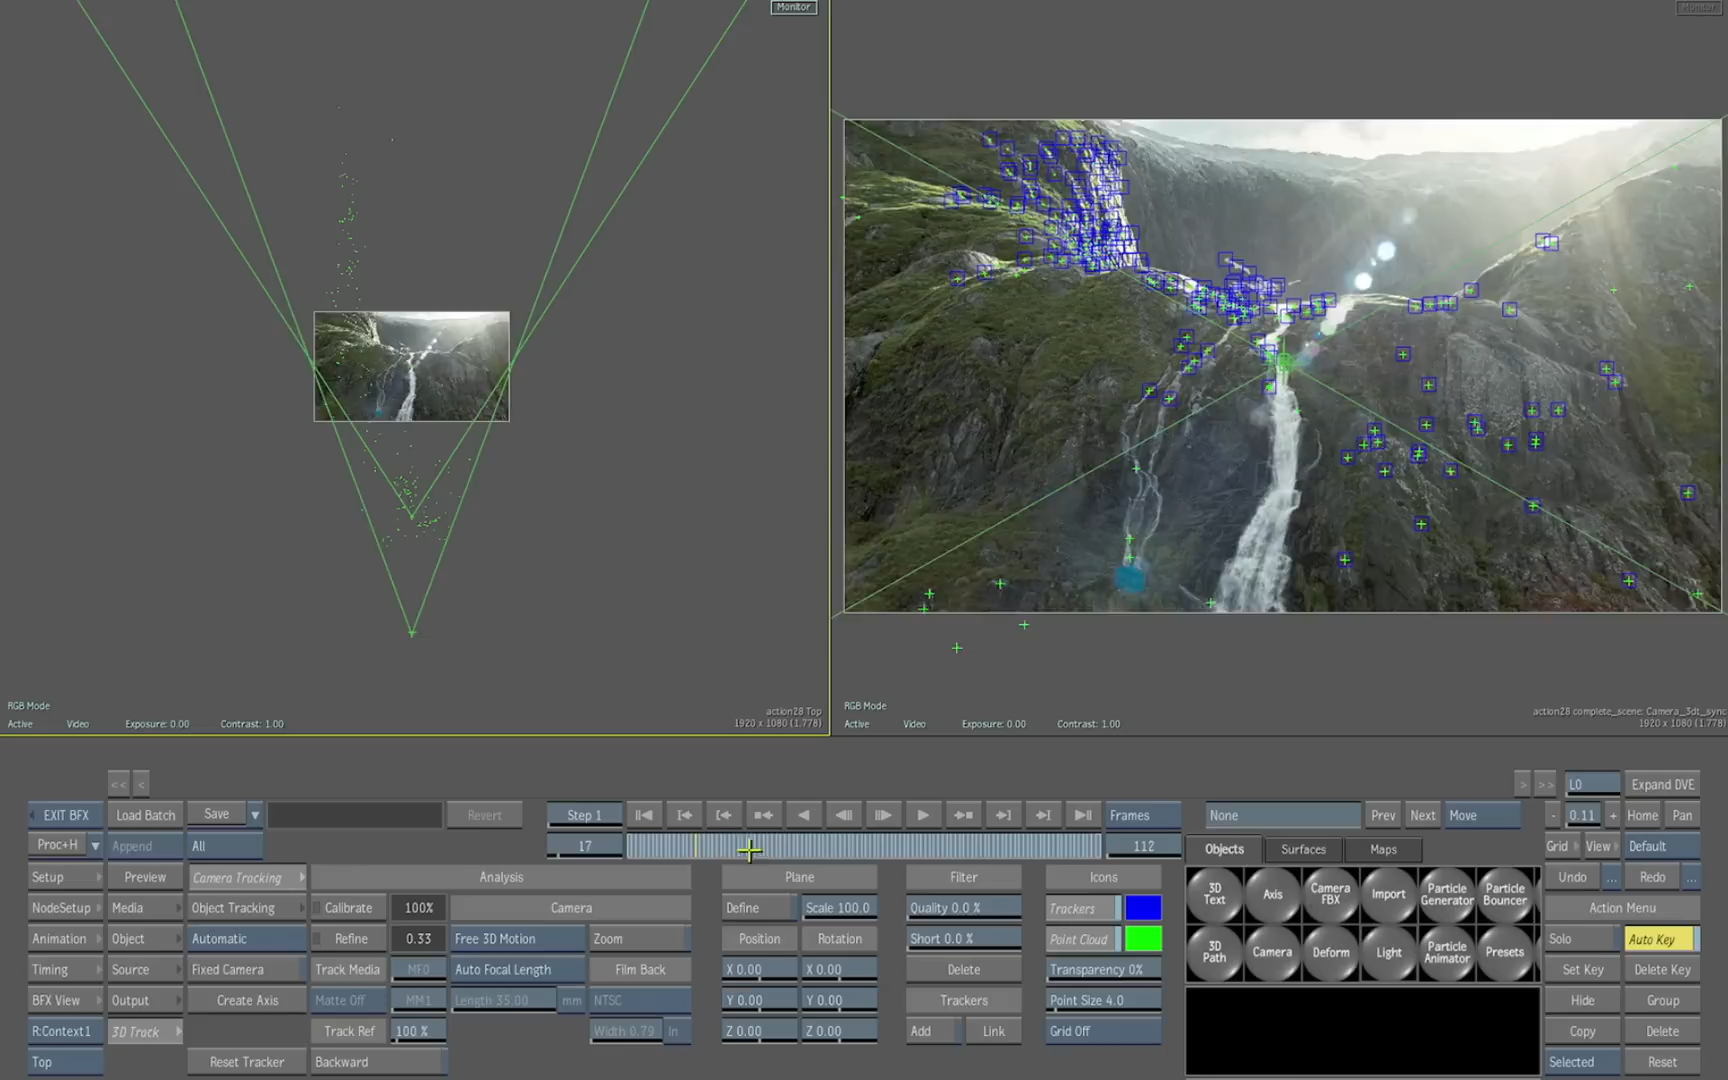 Monitor
Monitor
RGB Mode
Active Video Exposure: 0.00 Contrast: 1.00
action28 Top
1920 x 1080 (1.778)
RGB Mode
Active Video Exposure: 0.00 Contrast: 1.00
action28 complete_scene: Camera_3dt_sync
1920 x 1080 (1.778)
<< < > >> L0 Expand DVE
EXIT BFX Load Batch Save Revert Step 1 Frames None Prev Next Move - 0.11 + Home Pan
Proc+H Append All 17 112 Objects Surfaces Maps Grid View Default
Setup Preview Camera Tracking Analysis Plane Filter Icons Undo ... Redo ...
NodeSetup Media Object Tracking Calibrate 100% Camera Define Scale 100.0 Quality 0.0 % Trackers Action Menu
3D Text Axis Camera FBX Import Particle Generator Particle Bouncer
Animation Object Automatic Refine 0.33 Free 3D Motion Zoom Position Rotation Short 0.0 % Point Cloud Solo Auto Key
3D Path Camera Deform Light Particle Animator Presets
Timing Source Fixed Camera Track Media MF0 Auto Focal Length Film Back X 0.00 X 0.00 Delete Transparency 0% Set Key Delete Key
BFX View Output Create Axis Matte Off MM1 Length 35.00 mm NTSC Y 0.00 Y 0.00 Trackers Point Size 4.0 Hide Group
R:Context1 3D Track Track Ref 100 % Width 0.79 In Z 0.00 Z 0.00 Add Link Grid Off Copy Delete
Top Reset Tracker Backward Selected Reset